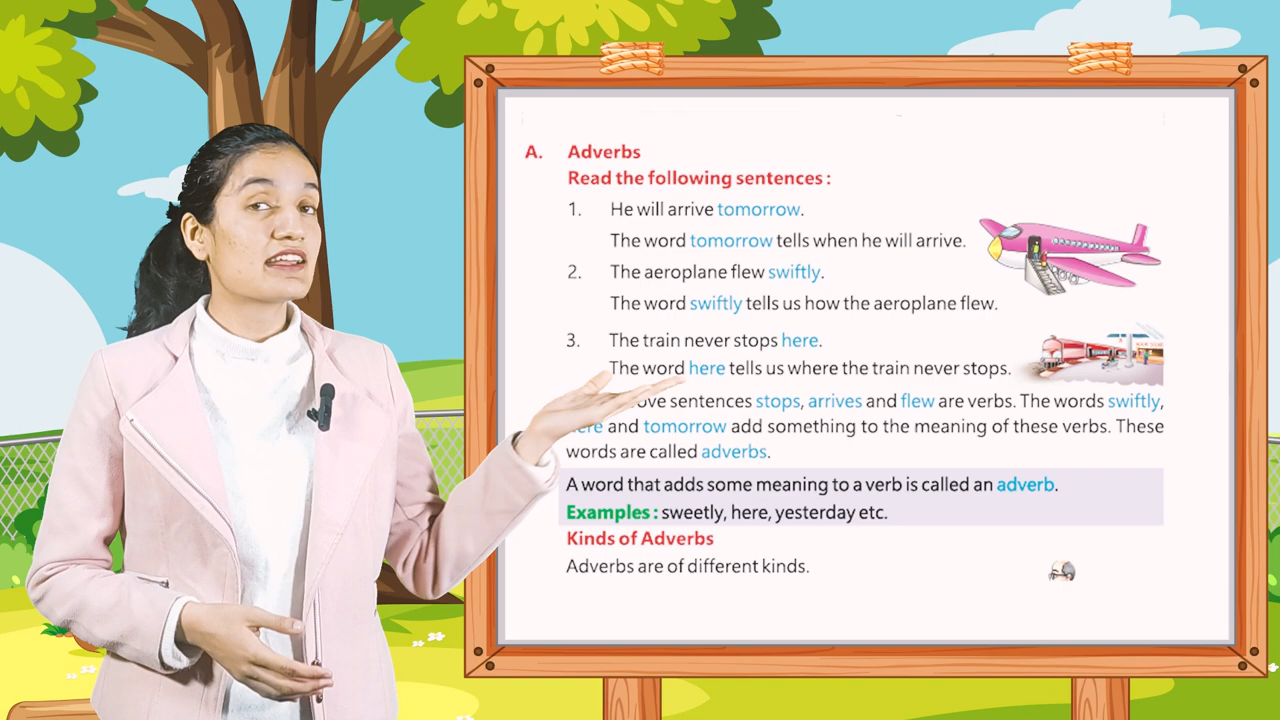 A. Adverbs
Read the following sentences :
1. He will arrive tomorrow.
The word tomorrow tells when he will arrive.
2. The aeroplane flew swiftly.
The word swiftly tells us how the aeroplane flew.
3. The train never stops here.
The word here tells us where the train never stops.
sentences stops, arrives and flew are verbs. The words swiftly,
and tomorrow add something to the meaning of these verbs. These
words are called adverbs.
A word that adds some meaning to a verb is called an adverb.
Examples : sweetly, here, yesterday etc.
Kinds of Adverbs
Adverbs are of different kinds.